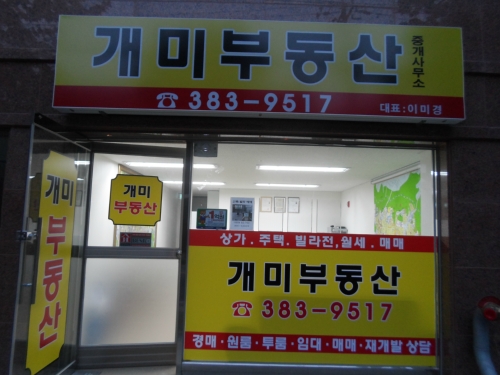 개미부동산 중개사무소
☎ 383-9517 대표:이미경
개미
부동산
개미부동산
상가.주택.빌라전,월세.매매
개미부동산
☎ 383-9517
경매·원룸·투룸·임대·매매·재개발 상담